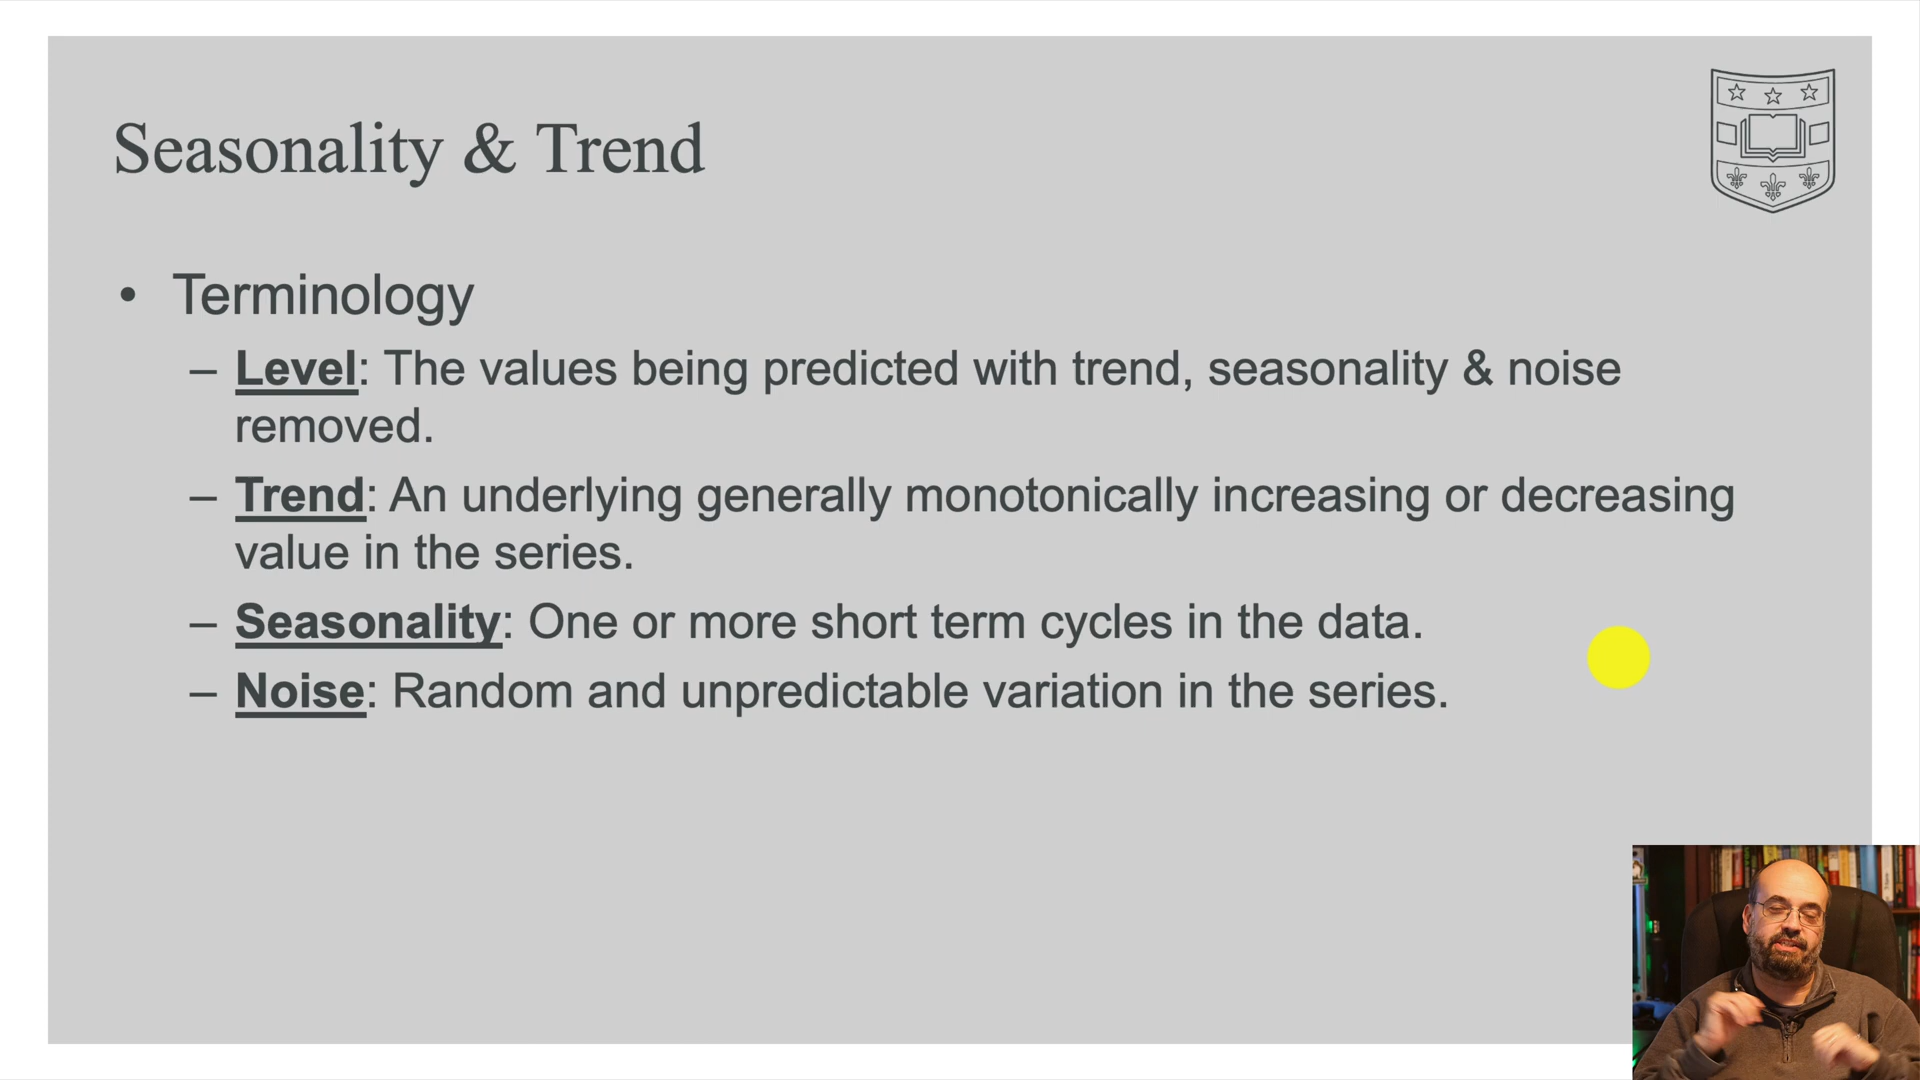 Seasonality & Trend
• Terminology
– Level: The values being predicted with trend, seasonality & noise
removed.
– Trend: An underlying generally monotonically increasing or decreasing
value in the series.
– Seasonality: One or more short term cycles in the data.
– Noise: Random and unpredictable variation in the series.